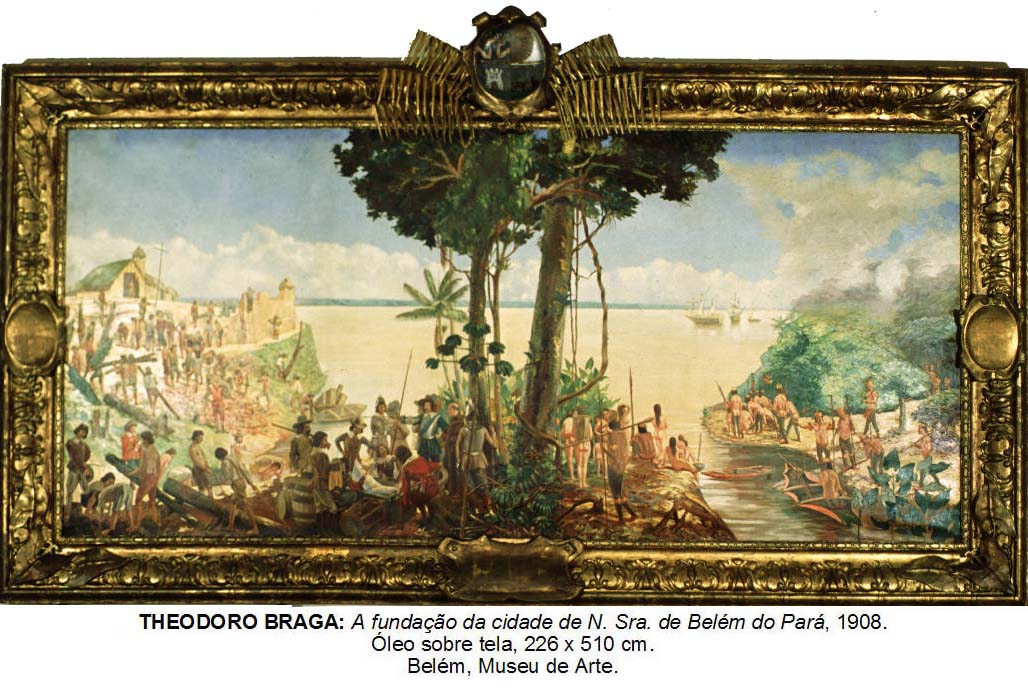 THEODORO BRAGA: A fundação da cidade de N. Sra. de Belém do Pará, 1908.
Óleo sobre tela, 226 x 510 cm.
Belém, Museu de Arte.